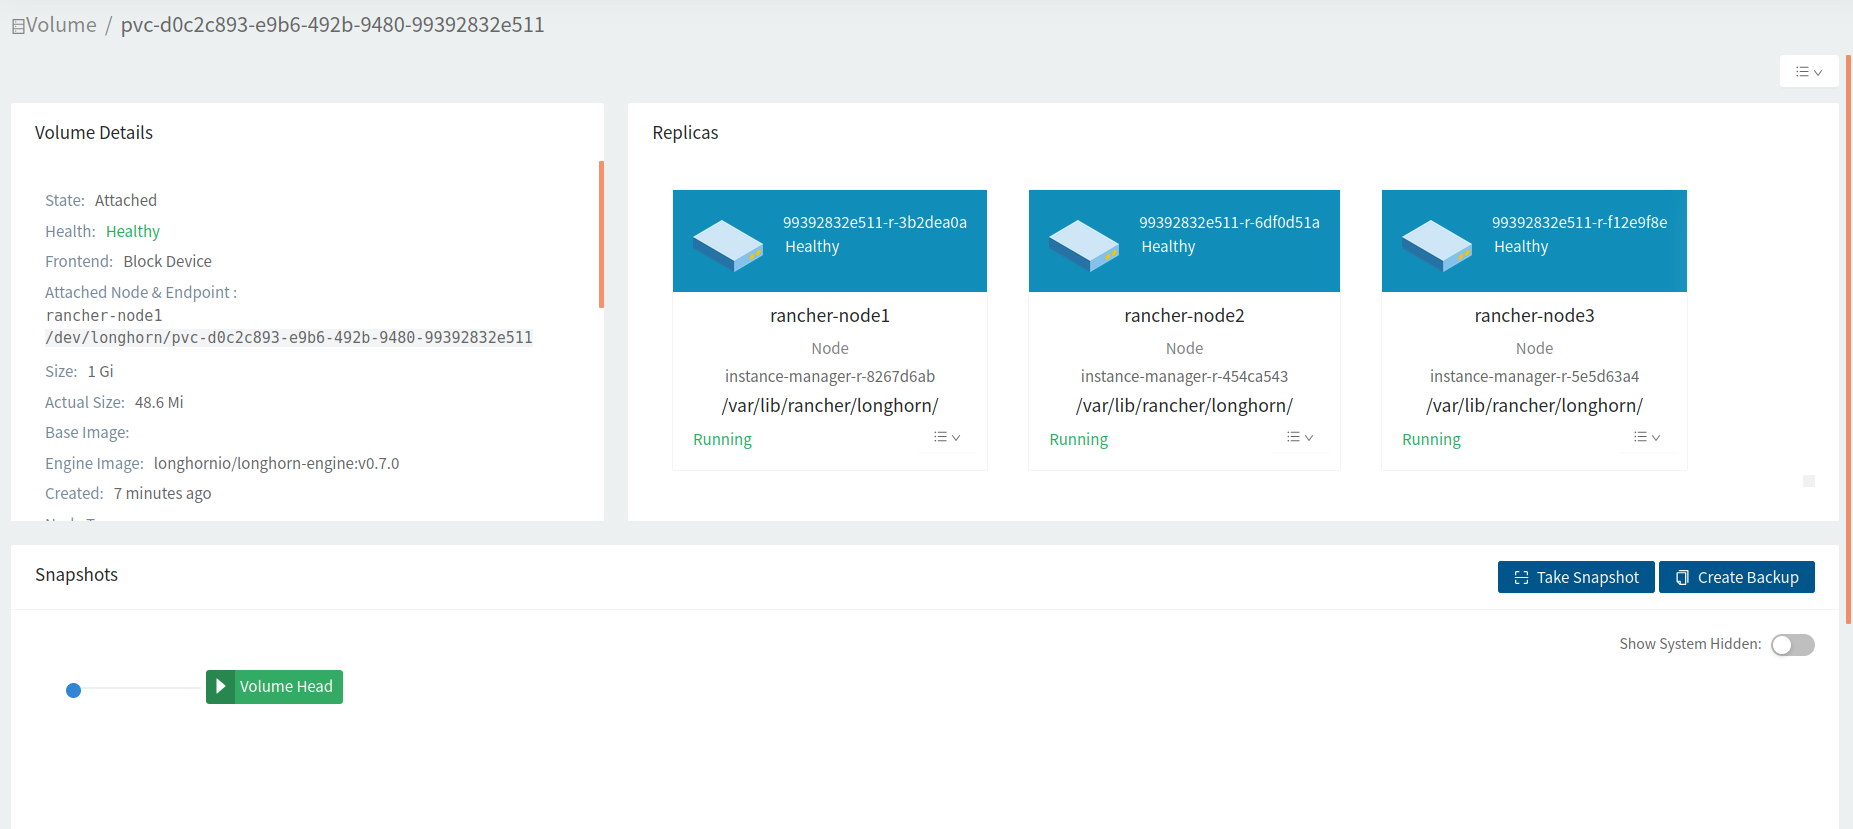 Volume / pvc-d0c2c893-e9b6-492b-9480-99392832e511
Volume Details
State: Attached
Health: Healthy
Frontend: Block Device
Attached Node & Endpoint :
rancher-node1
/dev/longhorn/pvc-d0c2c893-e9b6-492b-9480-99392832e511
Size: 1 Gi
Actual Size: 48.6 Mi
Base Image:
Engine Image: longhornio/longhorn-engine:v0.7.0
Created: 7 minutes ago
Replicas
99392832e511-r-3b2dea0a
Healthy
rancher-node1
Node
instance-manager-r-8267d6ab
/var/lib/rancher/longhorn/
Running
99392832e511-r-6df0d51a
Healthy
rancher-node2
Node
instance-manager-r-454ca543
/var/lib/rancher/longhorn/
Running
99392832e511-r-f12e9f8e
Healthy
rancher-node3
Node
instance-manager-r-5e5d63a4
/var/lib/rancher/longhorn/
Running
Snapshots
Take Snapshot
Create Backup
Show System Hidden:
Volume Head